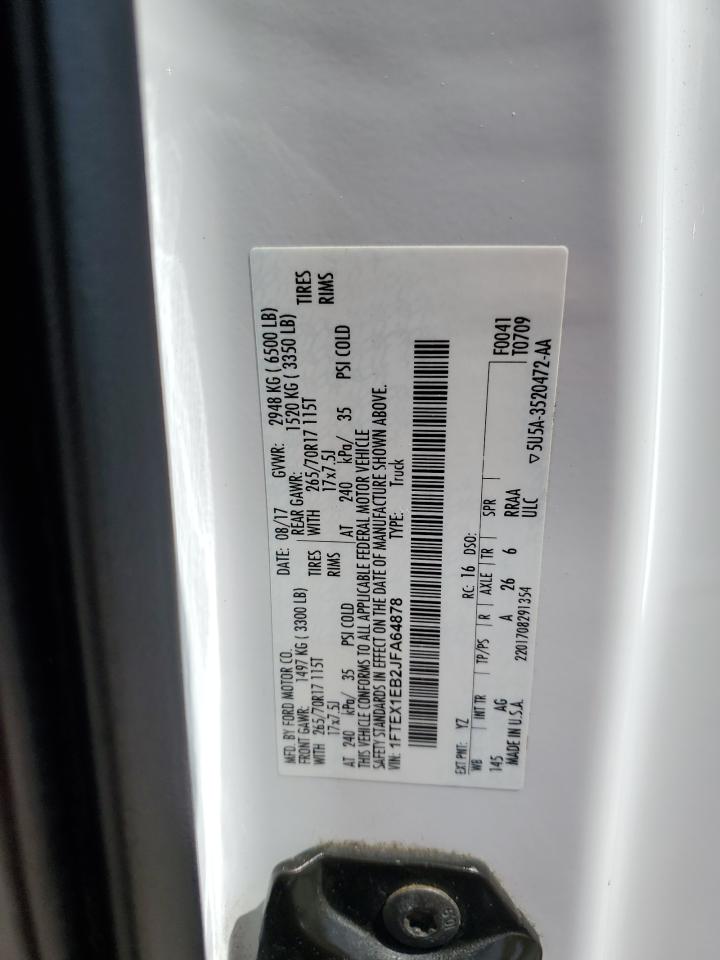 MFD. BY FORD MOTOR CO. DATE: 08/17 GVWR: 2948 KG ( 6500 LB)
FRONT GAWR: 1497 KG ( 3300 LB) REAR GAWR: 1520 KG ( 3350 LB)
WITH 265/70R17 115T TIRES WITH 265/70R17 115T TIRES
17x7.5J RIMS 17x7.5J RIMS
AT 240 kPa/ 35 PSI COLD AT 240 kPa/ 35 PSI COLD
THIS VEHICLE CONFORMS TO ALL APPLICABLE FEDERAL MOTOR VEHICLE
SAFETY STANDARDS IN EFFECT ON THE DATE OF MANUFACTURE SHOWN ABOVE.
VIN: 1FTEX1EB2JFA64878 TYPE: Truck
EXT PNT: YZ RC: 16 DSO: F0041
WB INT TR TP/PS R AXLE TR SPR T0709
145 AG A 26 6 RRAA
MADE IN U.S.A. 2201708291354 ULC ▽5U5A-3520472-AA